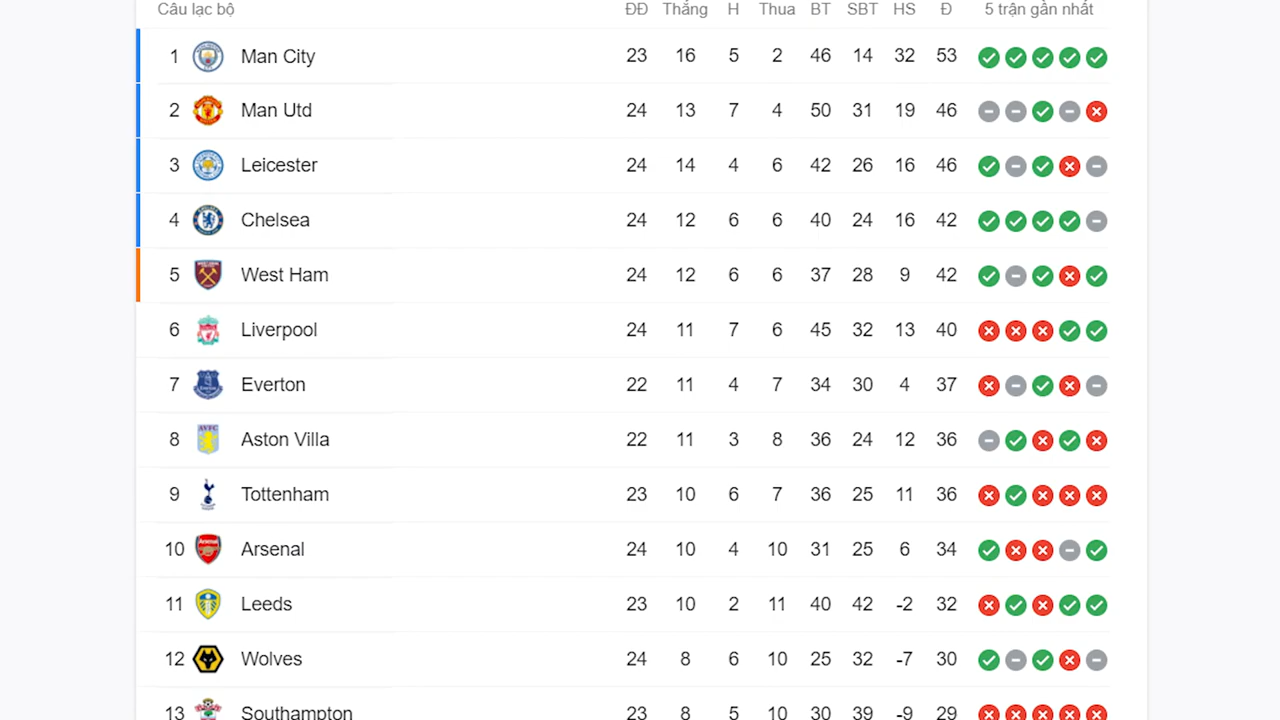 Câu lạc bộ ĐĐ Thắng H Thua BT SBT HS Đ 5 trận gần nhất
1 Man City 23 16 5 2 46 14 32 53
2 Man Utd 24 13 7 4 50 31 19 46
3 Leicester 24 14 4 6 42 26 16 46
4 Chelsea 24 12 6 6 40 24 16 42
5 West Ham 24 12 6 6 37 28 9 42
6 Liverpool 24 11 7 6 45 32 13 40
7 Everton 22 11 4 7 34 30 4 37
8 Aston Villa 22 11 3 8 36 24 12 36
9 Tottenham 23 10 6 7 36 25 11 36
10 Arsenal 24 10 4 10 31 25 6 34
11 Leeds 23 10 2 11 40 42 -2 32
12 Wolves 24 8 6 10 25 32 -7 30
13 Southampton 23 8 5 10 30 39 -9 29